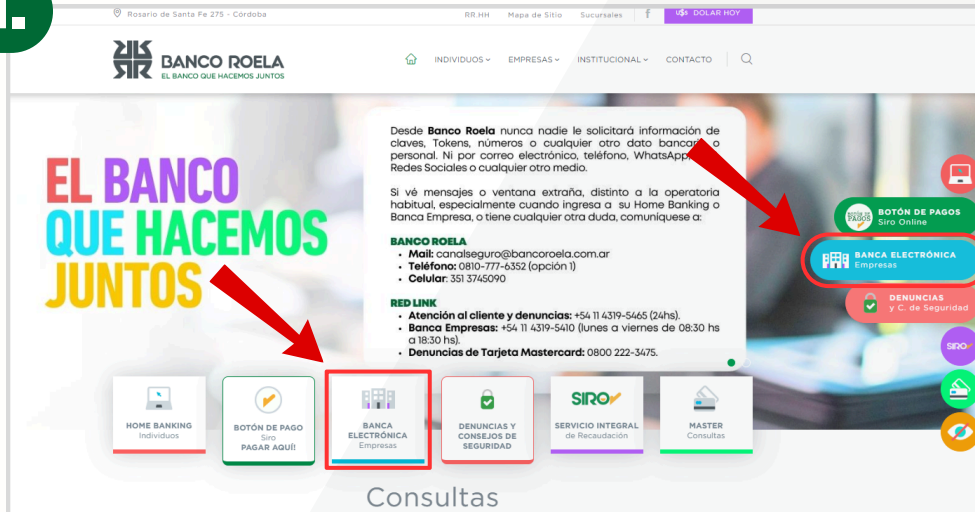 Rosario de Santa Fe 275 - Córdoba
RR.HH
Mapa de Sitio
Sucursales
f
U$S DOLAR HOY
BANCO ROELA
EL BANCO QUE HACEMOS JUNTOS
INDIVIDUOS
EMPRESAS
INSTITUCIONAL
CONTACTO
Desde Banco Roela nunca nadie le solicitará información de
claves, Tokens, números o cualquier otro dato bancario o
personal. Ni por correo electrónico, teléfono, WhatsApp,
Redes Sociales o cualquier otro medio.
Si vé mensajes o ventana extraña, distinto a la operatoria
habitual, especialmente cuando ingresa a su Home Banking o
Banca Empresa, o tiene cualquier otra duda, comuníquese a:
BANCO ROELA
• Mail: canalseguro@bancoroela.com.ar
• Teléfono: 0810-777-6352 (opción 1)
• Celular: 351 3745090
RED LINK
• Atención al cliente y denuncias: +54 11 4319-5465 (24hs).
• Banca Empresas: +54 11 4319-5410 (lunes a viernes de 08:30 hs
a 18:30 hs).
• Denuncias de Tarjeta Mastercard: 0800 222-3475.
EL BANCO
QUE HACEMOS
JUNTOS
BOTÓN DE PAGOS
Siro Online
BANCA ELECTRÓNICA
Empresas
DENUNCIAS
y C. de Seguridad
SIRO
HOME BANKING
Individuos
BOTÓN DE PAGO
Siro
PAGAR AQUÍ!
BANCA
ELECTRÓNICA
Empresas
DENUNCIAS Y
CONSEJOS DE
SEGURIDAD
SIRO
SERVICIO INTEGRAL
de Recaudación
MASTER
Consultas
Consultas